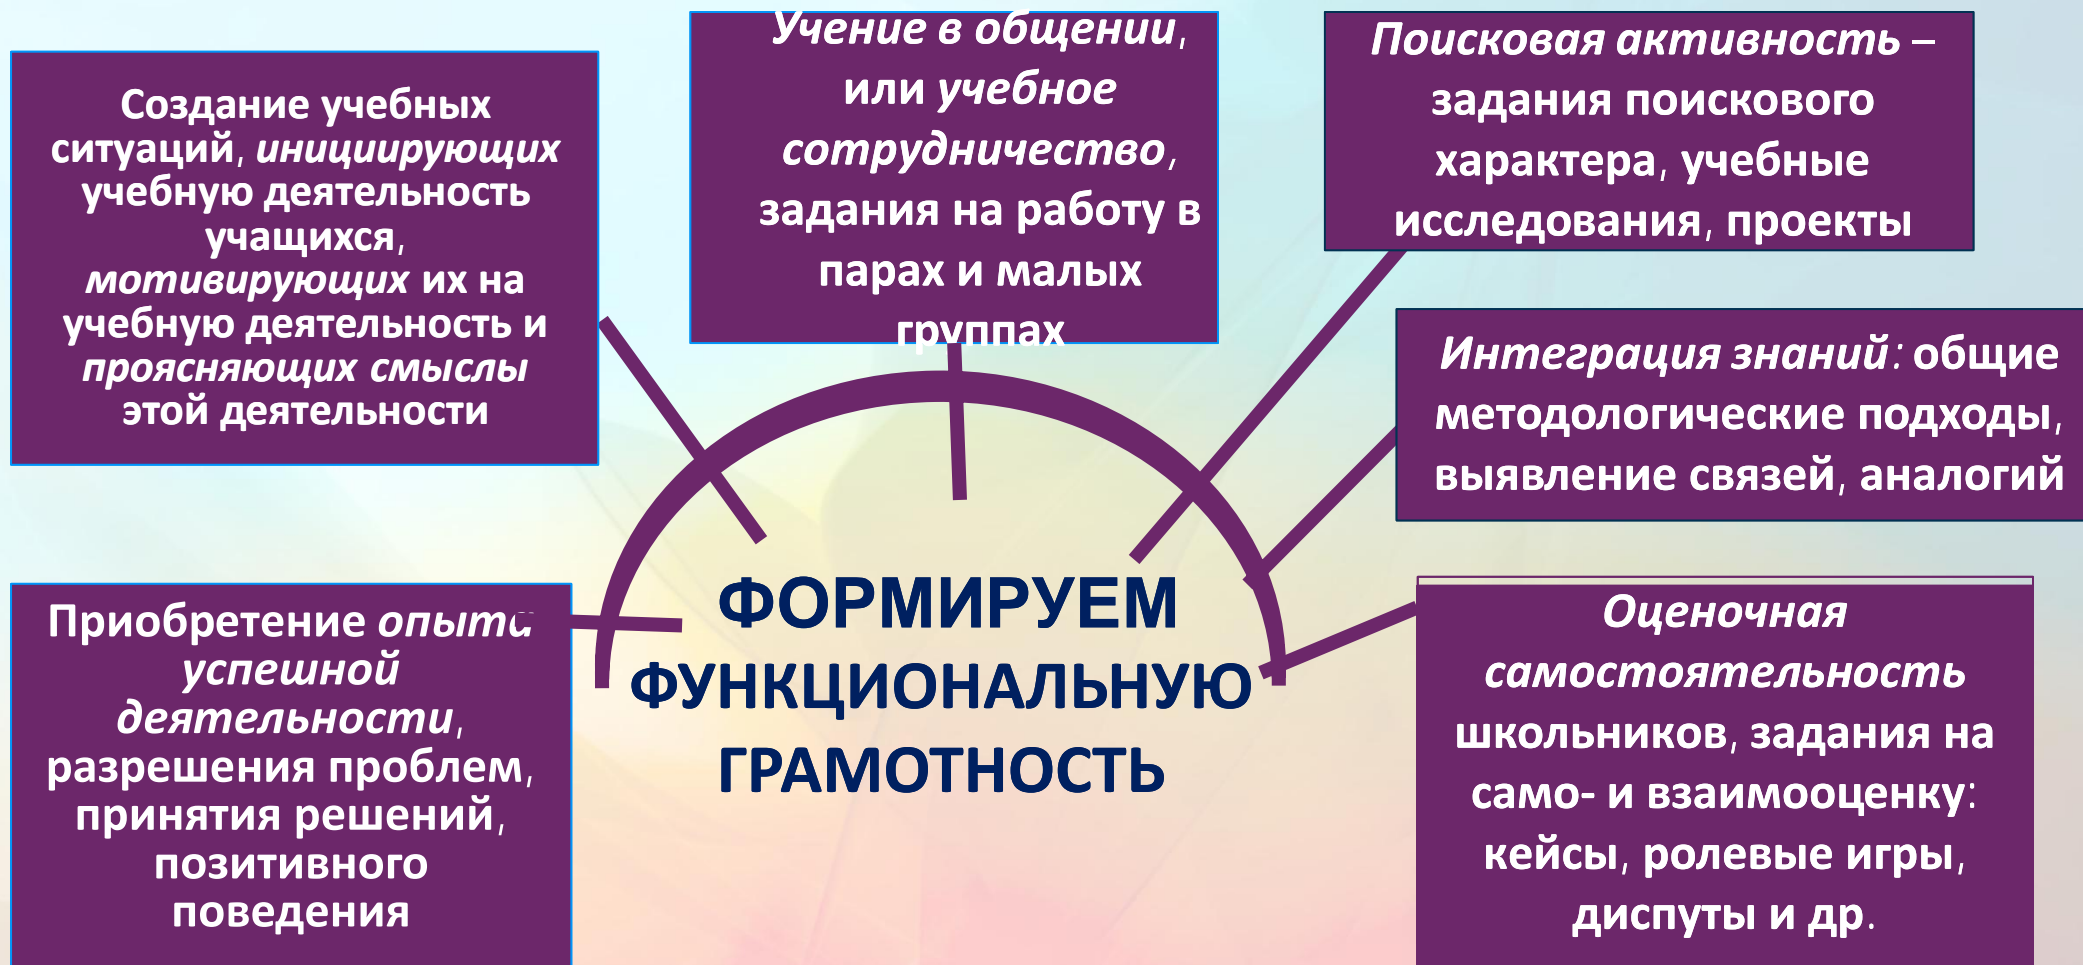 Создание учебных
ситуаций, инициирующих
учебную деятельность
учащихся,
мотивирующих их на
учебную деятельность и
проясняющих смыслы
этой деятельности
Учение в общении,
или учебное
сотрудничество,
задания на работу в
парах и малых
группах
Поисковая активность –
задания поискового
характера, учебные
исследования, проекты
Интеграция знаний: общие
методологические подходы,
выявление связей, аналогий
Приобретение опыта
успешной
деятельности,
разрешения проблем,
принятия решений,
позитивного
поведения
ФОРМИРУЕМ
ФУНКЦИОНАЛЬНУЮ
ГРАМОТНОСТЬ
Оценочная
самостоятельность
школьников, задания на
само- и взаимооценку:
кейсы, ролевые игры,
диспуты и др.